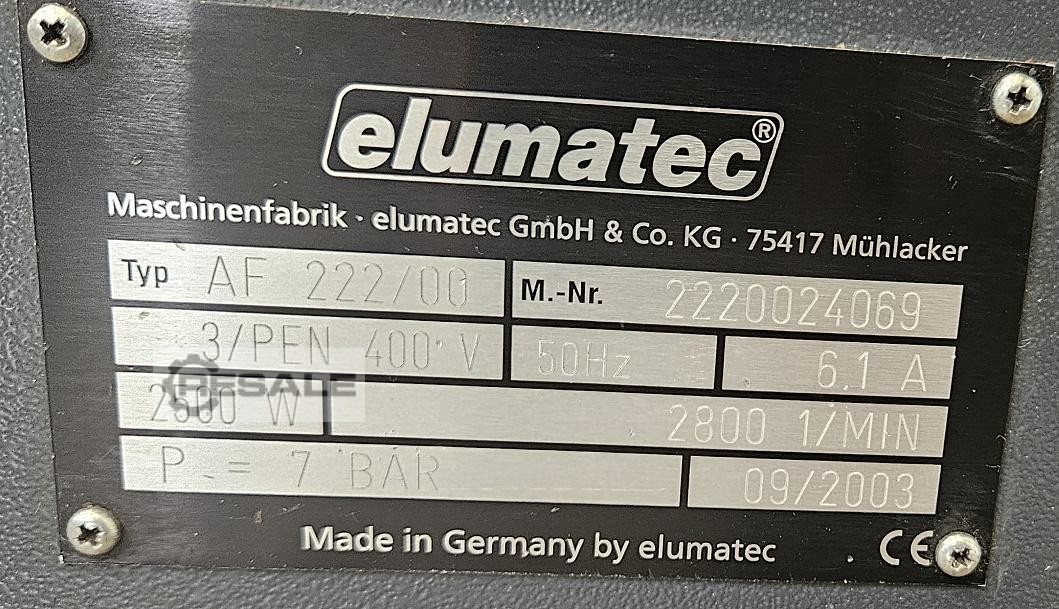 elumatec®
Maschinenfabrik · elumatec GmbH & Co. KG · 75417 Mühlacker
Typ AF 222/00 M.-Nr. 2220024069
3/PEN 400 V 50Hz 6.1 A
RESALE
W 2800 1/MIN
P = 7 BAR 09/2003
Made in Germany by elumatec CE